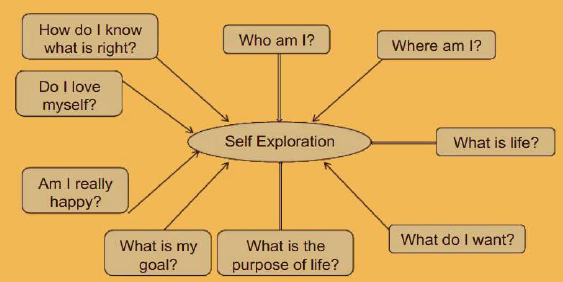 How do I know
what is right?
Who am I?
Where am I?
Do I love
myself?
Self Exploration
What is life?
Am I really
happy?
What is my
goal?
What is the
purpose of life?
What do I want?